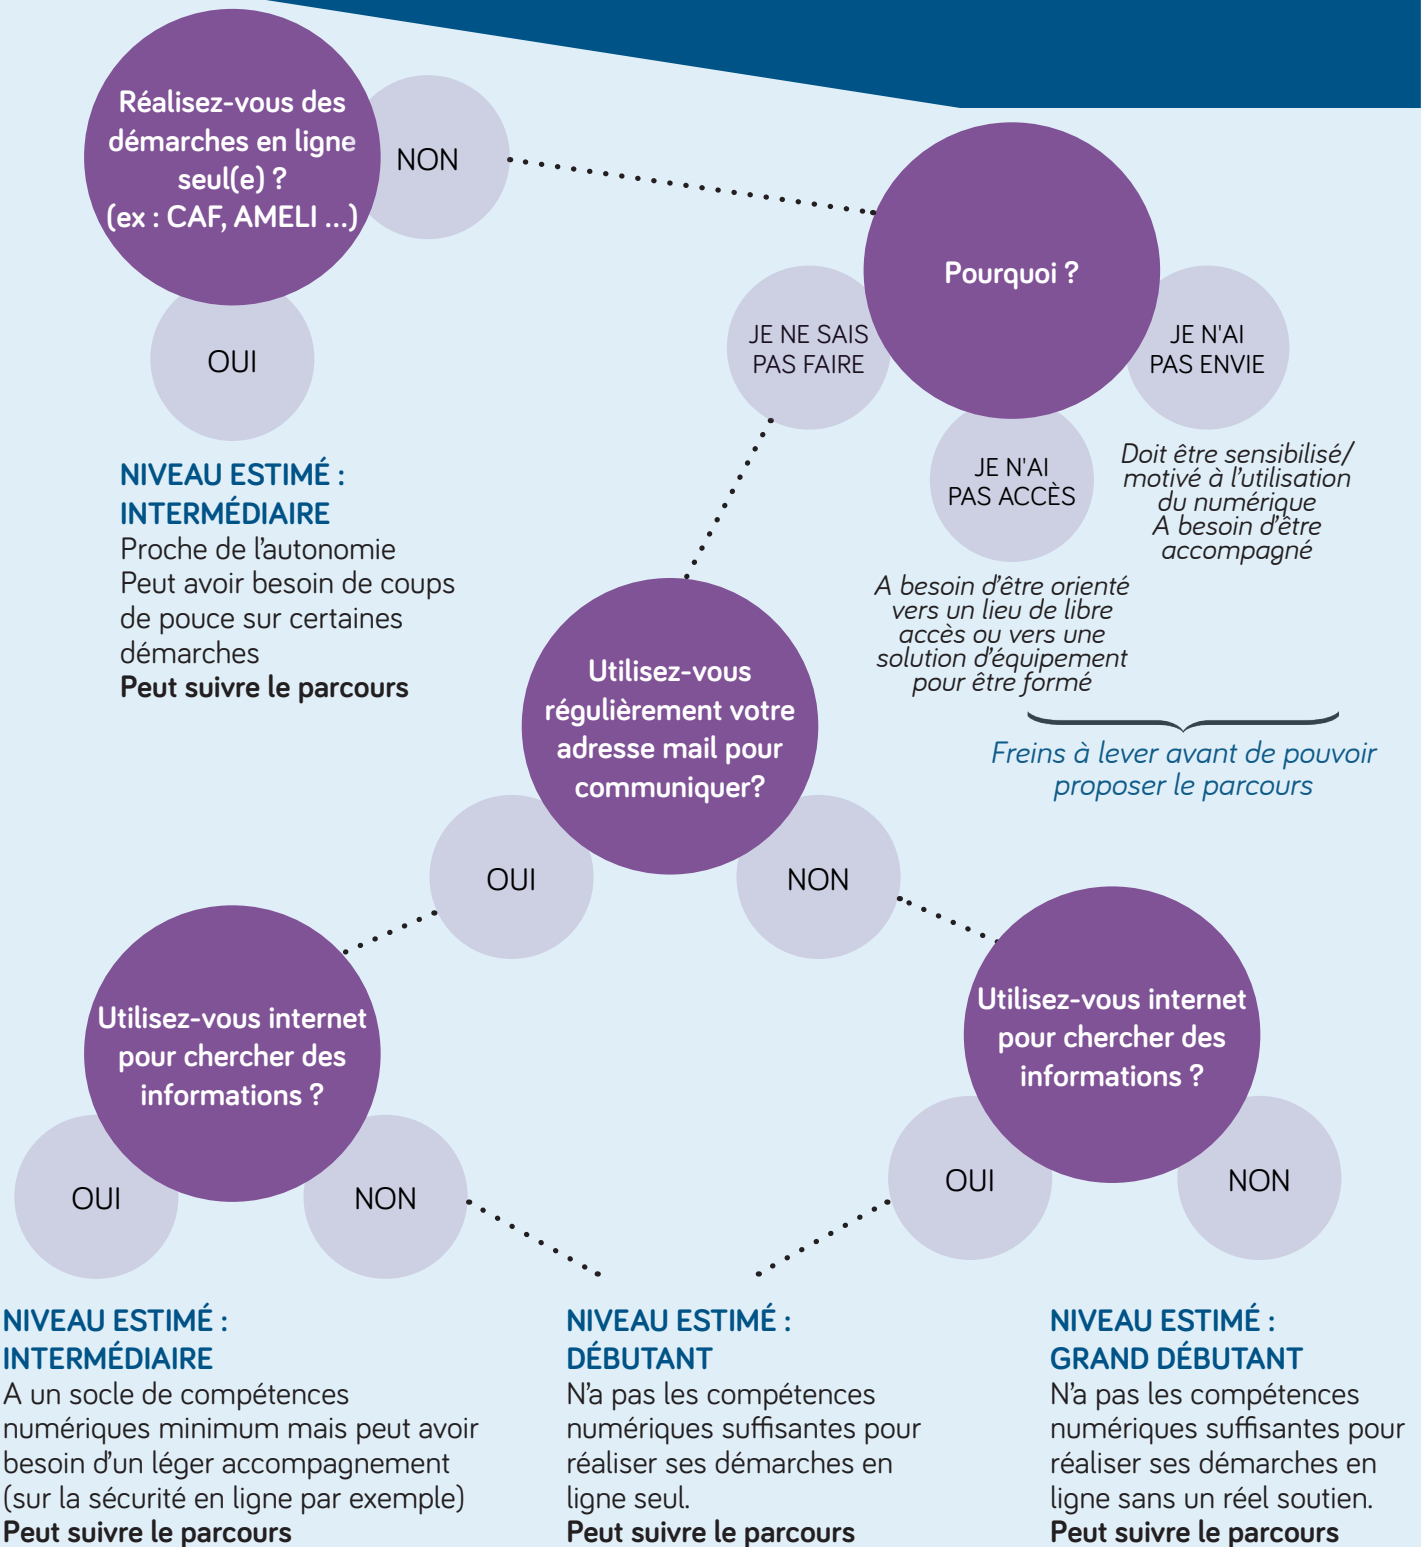 Réalisez-vous des
démarches en ligne
seul(e) ?
(ex : CAF, AMELI ...)
NON
OUI
Pourquoi ?
JE NE SAIS
PAS FAIRE
JE N'AI
PAS ACCÈS
JE N'AI
PAS ENVIE
NIVEAU ESTIMÉ :
INTERMÉDIAIRE
Proche de l'autonomie
Peut avoir besoin de coups
de pouce sur certaines
démarches
Peut suivre le parcours
Doit être sensibilisé/
motivé à l'utilisation
du numérique
A besoin d'être
accompagné
A besoin d'être orienté
vers un lieu de libre
accès ou vers une
solution d'équipement
pour être formé
Freins à lever avant de pouvoir
proposer le parcours
Utilisez-vous
régulièrement votre
adresse mail pour
communiquer?
OUI
NON
Utilisez-vous internet
pour chercher des
informations ?
OUI
NON
Utilisez-vous internet
pour chercher des
informations ?
OUI
NON
NIVEAU ESTIMÉ :
INTERMÉDIAIRE
A un socle de compétences
numériques minimum mais peut avoir
besoin d'un léger accompagnement
(sur la sécurité en ligne par exemple)
Peut suivre le parcours
NIVEAU ESTIMÉ :
DÉBUTANT
N'a pas les compétences
numériques suffisantes pour
réaliser ses démarches en
ligne seul.
Peut suivre le parcours
NIVEAU ESTIMÉ :
GRAND DÉBUTANT
N'a pas les compétences
numériques suffisantes pour
réaliser ses démarches en
ligne sans un réel soutien.
Peut suivre le parcours